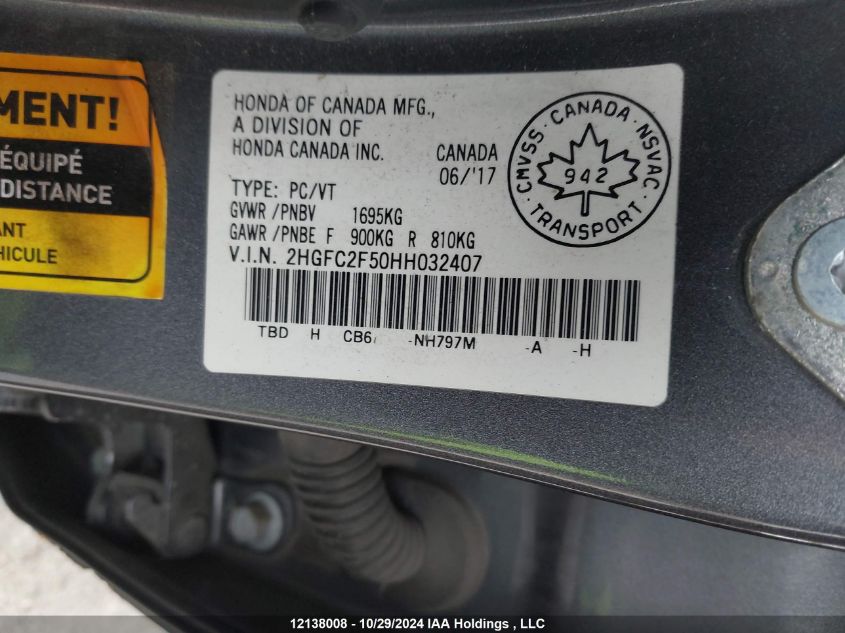 MENT!
ÉQUIPÉ
DISTANCE
ANT
HICULE
HONDA OF CANADA MFG.,
A DIVISION OF
HONDA CANADA INC. CANADA
06/'17
TYPE: PC/VT
GVWR /PNBV 1695KG
GAWR /PNBE F 900KG R 810KG
V.I.N. 2HGFC2F50HH032407
TBD H CB6/ -NH797M -A -H
CMVSS · CANADA · NSVAC
942
· TRANSPORT ·
12138008 - 10/29/2024 IAA Holdings , LLC